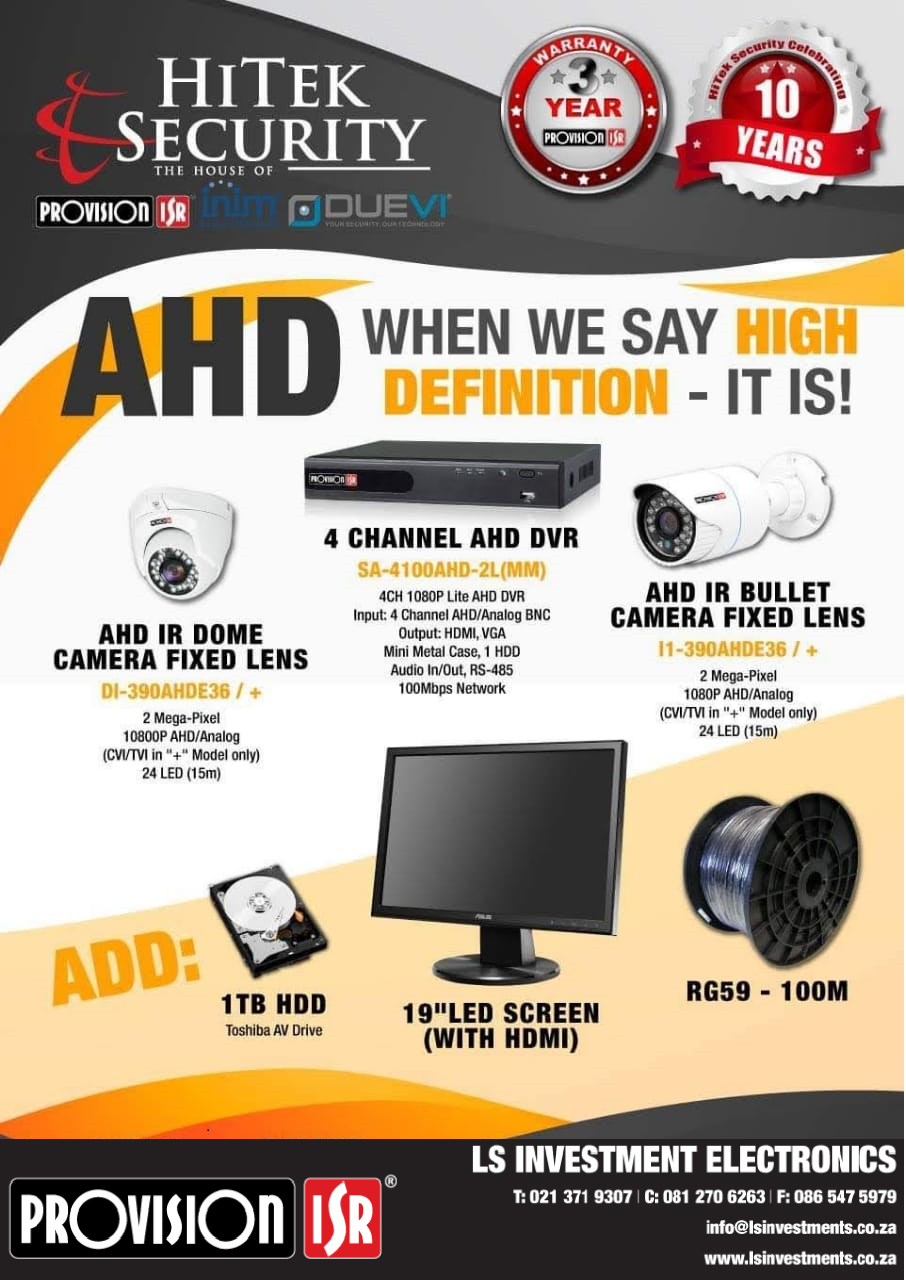 HiTek
Security
THE HOUSE OF
PROVISION ISR
inim
DUEVI
YOUR SECURITY, OUR TECHNOLOGY
WARRANTY
3
YEAR
PROVISION ISR
HiTek Security Celebrating
10
YEARS
AHD
WHEN WE SAY HIGH
DEFINITION - IT IS!
PROVISION ISR
4 CHANNEL AHD DVR
SA-4100AHD-2L(MM)
4CH 1080P Lite AHD DVR
Input: 4 Channel AHD/Analog BNC
Output: HDMI, VGA
Mini Metal Case, 1 HDD
Audio In/Out, RS-485
100Mbps Network
AHD IR DOME
CAMERA FIXED LENS
DI-390AHDE36 / +
2 Mega-Pixel
10800P AHD/Analog
(CVI/TVI in "+" Model only)
24 LED (15m)
AHD IR BULLET
CAMERA FIXED LENS
I1-390AHDE36 / +
2 Mega-Pixel
1080P AHD/Analog
(CVI/TVI in "+" Model only)
24 LED (15m)
ADD:
1TB HDD
Toshiba AV Drive
ASUS
19"LED SCREEN
(WITH HDMI)
RG59 - 100M
PROVISION ISR®
LS INVESTMENT ELECTRONICS
T: 021 371 9307 | C: 081 270 6263 | F: 086 547 5979
info@lsinvestments.co.za
www.lsinvestments.co.za